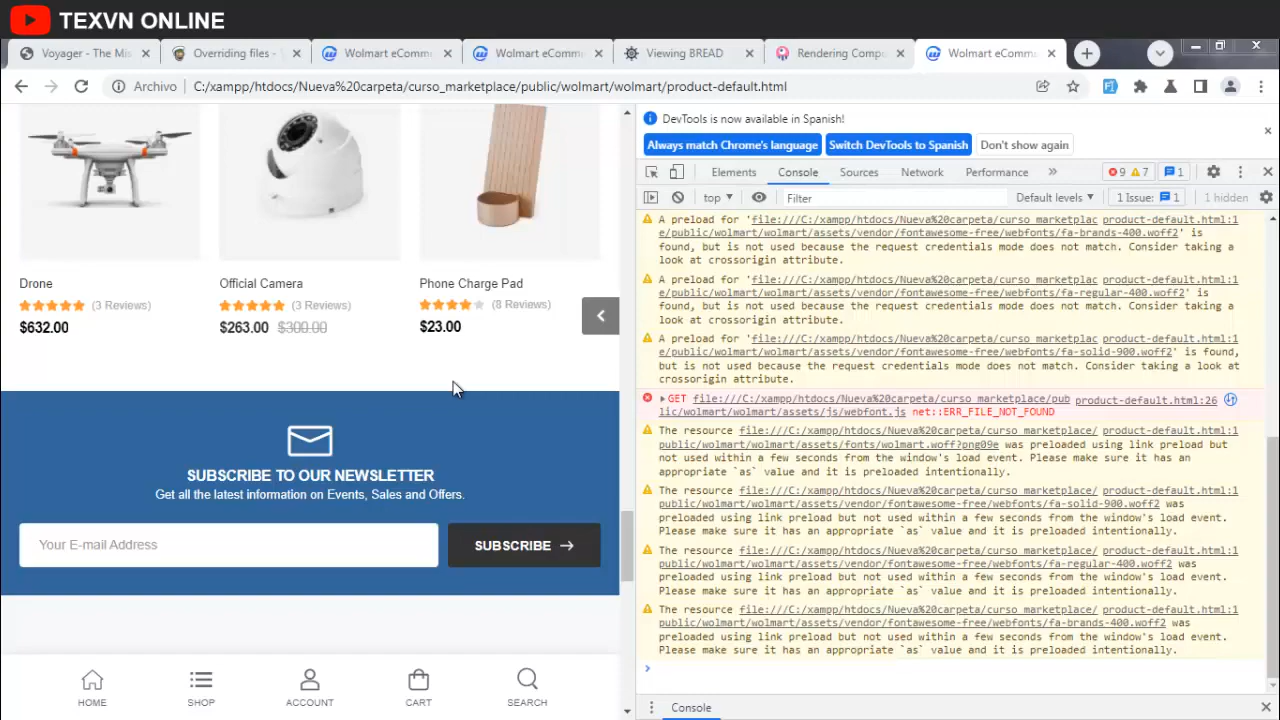 TEXVN ONLINE
Voyager - The Mis
Overriding files -
Wolmart eComme
Wolmart eComme
Viewing BREAD
Rendering Compu
Wolmart eComme
Archivo
C:/xampp/htdocs/Nueva%20carpeta/curso_marketplace/public/wolmart/wolmart/product-default.html
Drone
(3 Reviews)
$632.00
Official Camera
(3 Reviews)
$263.00 $300.00
Phone Charge Pad
(8 Reviews)
$23.00
SUBSCRIBE TO OUR NEWSLETTER
Get all the latest information on Events, Sales and Offers.
Your E-mail Address
SUBSCRIBE
HOME
SHOP
ACCOUNT
CART
SEARCH
DevTools is now available in Spanish!
Always match Chrome's language
Switch DevTools to Spanish
Don't show again
Elements
Console
Sources
Network
Performance
9
7
1
top
Filter
Default levels
1 Issue: 1
1 hidden
A preload for 'file:///C:/xampp/htdocs/Nueva%20carpeta/curso_marketplac product-default.html:1
e/public/wolmart/wolmart/assets/vendor/fontawesome-free/webfonts/fa-brands-400.woff2' is
found, but is not used because the request credentials mode does not match. Consider taking a
look at crossorigin attribute.
A preload for 'file:///C:/xampp/htdocs/Nueva%20carpeta/curso_marketplac product-default.html:1
e/public/wolmart/wolmart/assets/vendor/fontawesome-free/webfonts/fa-regular-400.woff2' is
found, but is not used because the request credentials mode does not match. Consider taking a
look at crossorigin attribute.
A preload for 'file:///C:/xampp/htdocs/Nueva%20carpeta/curso_marketplac product-default.html:1
e/public/wolmart/wolmart/assets/vendor/fontawesome-free/webfonts/fa-solid-900.woff2' is found,
but is not used because the request credentials mode does not match. Consider taking a look at
crossorigin attribute.
GET file:///C:/xampp/htdocs/Nueva%20carpeta/curso_marketplace/pub product-default.html:26
lic/wolmart/wolmart/assets/js/webfont.js net::ERR_FILE_NOT_FOUND
The resource file:///C:/xampp/htdocs/Nueva%20carpeta/curso_marketplace/ product-default.html:1
public/wolmart/wolmart/assets/fonts/wolmart.woff?png09e was preloaded using link preload but
not used within a few seconds from the window's load event. Please make sure it has an
appropriate `as` value and it is preloaded intentionally.
The resource file:///C:/xampp/htdocs/Nueva%20carpeta/curso_marketplace/ product-default.html:1
public/wolmart/wolmart/assets/vendor/fontawesome-free/webfonts/fa-solid-900.woff2 was
preloaded using link preload but not used within a few seconds from the window's load event.
Please make sure it has an appropriate `as` value and it is preloaded intentionally.
The resource file:///C:/xampp/htdocs/Nueva%20carpeta/curso_marketplace/ product-default.html:1
public/wolmart/wolmart/assets/vendor/fontawesome-free/webfonts/fa-regular-400.woff2 was
preloaded using link preload but not used within a few seconds from the window's load event.
Please make sure it has an appropriate `as` value and it is preloaded intentionally.
The resource file:///C:/xampp/htdocs/Nueva%20carpeta/curso_marketplace/ product-default.html:1
public/wolmart/wolmart/assets/vendor/fontawesome-free/webfonts/fa-brands-400.woff2 was
preloaded using link preload but not used within a few seconds from the window's load event.
Please make sure it has an appropriate `as` value and it is preloaded intentionally.
Console